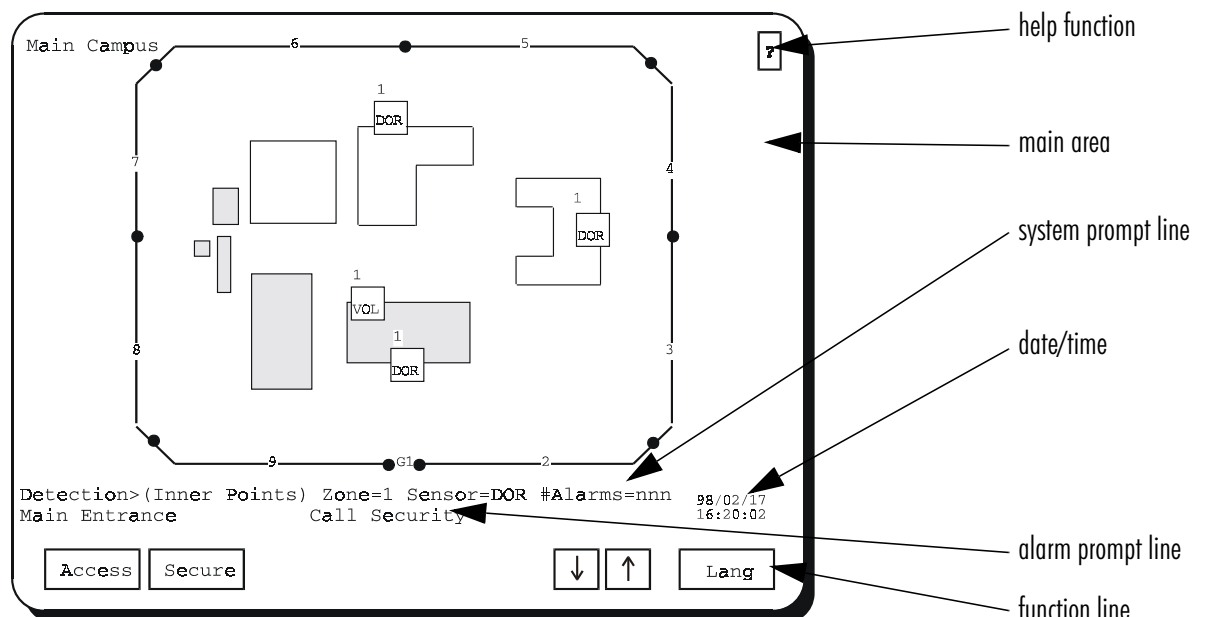 Main Campus
6
5
?
help function
1
DOR
7
4
main area
1
DOR
system prompt line
1
VOL
1
DOR
8
3
date/time
9
G1
2
Detection>(Inner Points) Zone=1 Sensor=DOR #Alarms=nnn
98/02/17
Main Entrance Call Security
16:20:02
alarm prompt line
Access Secure ↓ ↑ Lang
function line